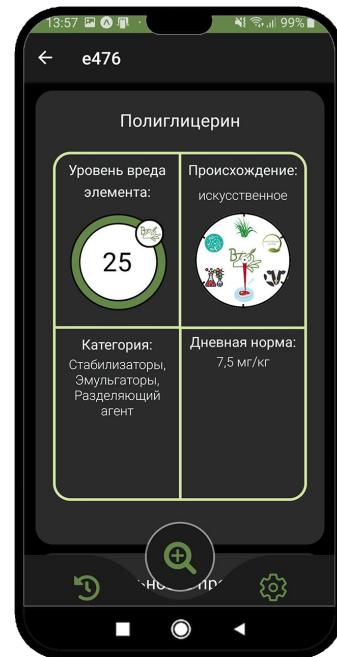 13:57 99%
e476
Полиглицерин
Уровень вреда
элемента:
25
Происхождение:
искусственное
Категория:
Стабилизаторы,
Эмульгаторы,
Разделяющий
агент
Дневная норма:
7,5 мг/кг